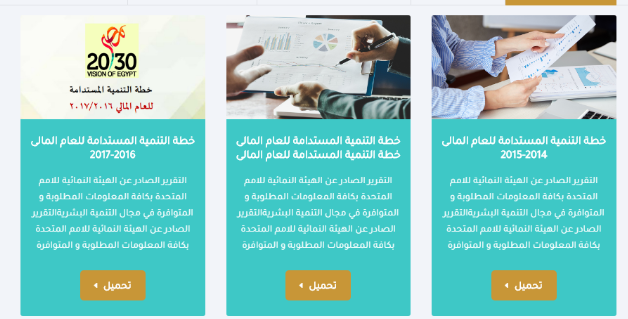 خطة التنمية المستدامة للعام المالى
2015-2014
التقرير الصادر عن الهيئة النمائية للامم
المتحدة بكافة المعلومات المطلوبة و
المتوافرة في مجال التنمية البشريةالتقرير
الصادر عن الهيئة النمائية للامم المتحدة
بكافة المعلومات المطلوبة و المتوافرة
تحميل
خطة التنمية المستدامة للعام المالى
خطة التنمية المستدامة للعام المالى
التقرير الصادر عن الهيئة النمائية للامم
المتحدة بكافة المعلومات المطلوبة و
المتوافرة في مجال التنمية البشريةالتقرير
الصادر عن الهيئة النمائية للامم المتحدة
بكافة المعلومات المطلوبة و المتوافرة
تحميل
2030
VISION OF EGYPT
خطة التنمية المستدامة
للعام المالي ٢٠١٧/٢٠١٦
خطة التنمية المستدامة للعام المالى
2017-2016
التقرير الصادر عن الهيئة النمائية للامم
المتحدة بكافة المعلومات المطلوبة و
المتوافرة في مجال التنمية البشريةالتقرير
الصادر عن الهيئة النمائية للامم المتحدة
بكافة المعلومات المطلوبة و المتوافرة
تحميل